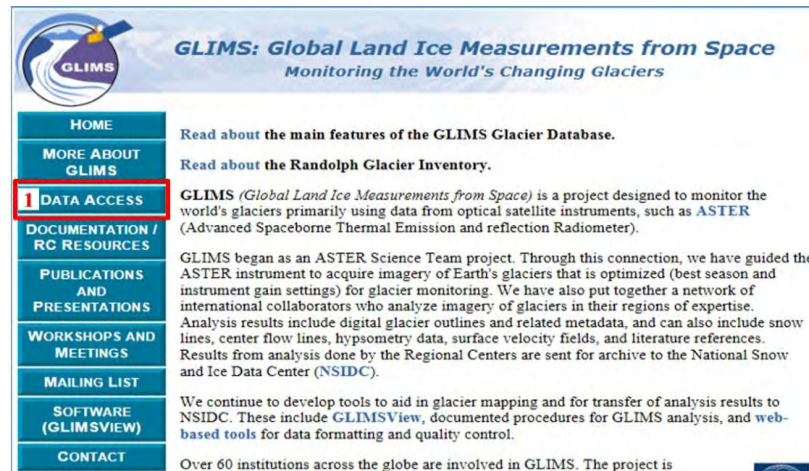 GLIMS
GLIMS: Global Land Ice Measurements from Space
Monitoring the World's Changing Glaciers
HOME
MORE ABOUT
GLIMS
1 DATA ACCESS
DOCUMENTATION /
RC RESOURCES
PUBLICATIONS
AND
PRESENTATIONS
WORKSHOPS AND
MEETINGS
MAILING LIST
SOFTWARE
(GLIMSVIEW)
CONTACT
Read about the main features of the GLIMS Glacier Database.
Read about the Randolph Glacier Inventory.
GLIMS (Global Land Ice Measurements from Space) is a project designed to monitor the
world's glaciers primarily using data from optical satellite instruments, such as ASTER
(Advanced Spaceborne Thermal Emission and reflection Radiometer).
GLIMS began as an ASTER Science Team project. Through this connection, we have guided the
ASTER instrument to acquire imagery of Earth's glaciers that is optimized (best season and
instrument gain settings) for glacier monitoring. We have also put together a network of
international collaborators who analyze imagery of glaciers in their regions of expertise.
Analysis results include digital glacier outlines and related metadata, and can also include snow
lines, center flow lines, hypsometry data, surface velocity fields, and literature references.
Results from analysis done by the Regional Centers are sent for archive to the National Snow
and Ice Data Center (NSIDC).
We continue to develop tools to aid in glacier mapping and for transfer of analysis results to
NSIDC. These include GLIMSView, documented procedures for GLIMS analysis, and web-
based tools for data formatting and quality control.
Over 60 institutions across the globe are involved in GLIMS. The project is